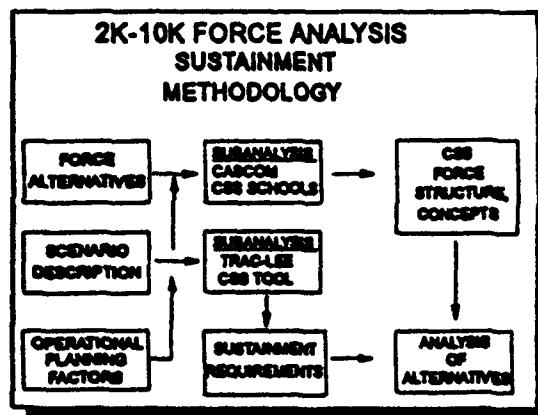 2K-10K FORCE ANALYSIS
SUSTAINMENT
METHODOLOGY
FORCE
ALTERNATIVES
SUBANALYSIS
CASCOM
CSS SCHOOLS
CSS
FORCE
STRUCTURE,
CONCEPTS
SCENARIO
DESCRIPTION
SUBANALYSIS
TRAC-LEE
CSS TOOL
OPERATIONAL
PLANNING
FACTORS
SUSTAINMENT
REQUIREMENTS
ANALYSIS
OF
ALTERNATIVES